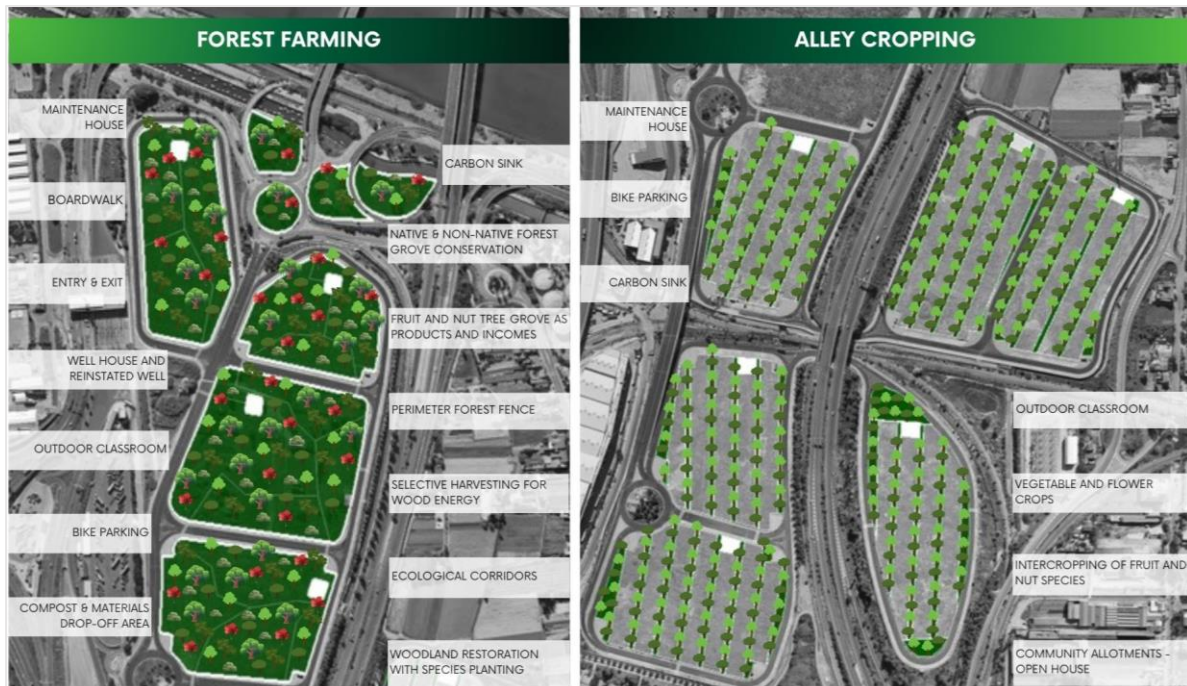 FOREST FARMING
MAINTENANCE
HOUSE
BOARDWALK
ENTRY & EXIT
WELL HOUSE AND
REINSTATED WELL
OUTDOOR CLASSROOM
BIKE PARKING
COMPOST & MATERIALS
DROP-OFF AREA
CARBON SINK
NATIVE & NON-NATIVE FOREST
GROVE CONSERVATION
FRUIT AND NUT TREE GROVE AS
PRODUCTS AND INCOMES
PERIMETER FOREST FENCE
SELECTIVE HARVESTING FOR
WOOD ENERGY
ECOLOGICAL CORRIDORS
WOODLAND RESTORATION
WITH SPECIES PLANTING
ALLEY CROPPING
MAINTENANCE
HOUSE
BIKE PARKING
CARBON SINK
OUTDOOR CLASSROOM
VEGETABLE AND FLOWER
CROPS
INTERCROPPING OF FRUIT AND
NUT SPECIES
COMMUNITY ALLOTMENTS -
OPEN HOUSE